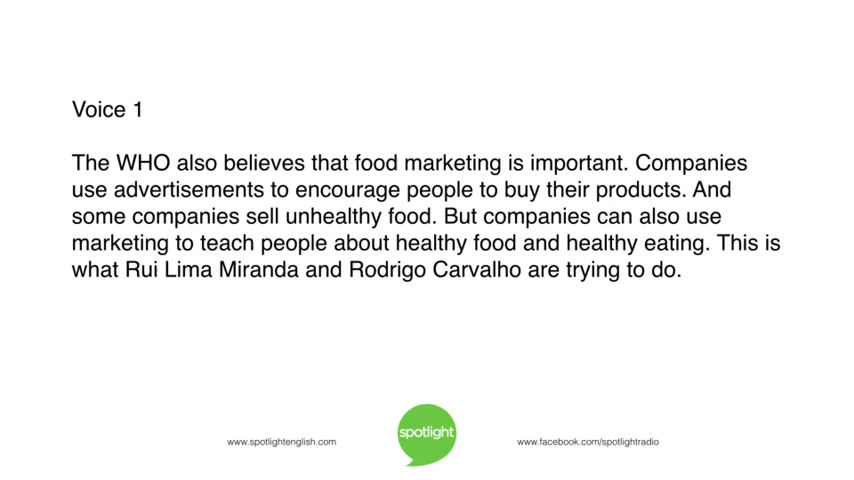 Voice 1
The WHO also believes that food marketing is important. Companies
use advertisements to encourage people to buy their products. And
some companies sell unhealthy food. But companies can also use
marketing to teach people about healthy food and healthy eating. This is
what Rui Lima Miranda and Rodrigo Carvalho are trying to do.
spotlight
www.spotlightenglish.com
www.facebook.com/spotlightradio